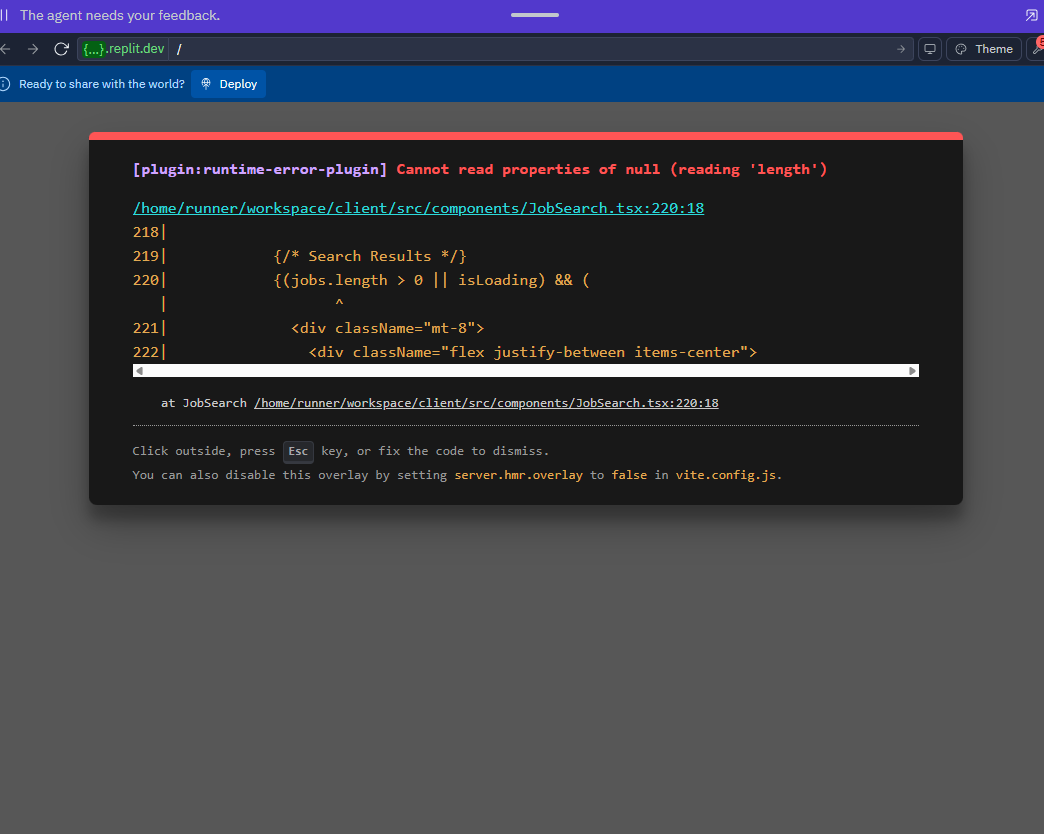 The agent needs your feedback.
{...}.replit.dev /
Theme
Ready to share with the world? Deploy
[plugin:runtime-error-plugin] Cannot read properties of null (reading 'length')
/home/runner/workspace/client/src/components/JobSearch.tsx:220:18
218|
219|            {/* Search Results */}
220|            {(jobs.length > 0 || isLoading) && (
   |                   ^
221|              <div className="mt-8">
222|                <div className="flex justify-between items-center">
at JobSearch /home/runner/workspace/client/src/components/JobSearch.tsx:220:18
Click outside, press Esc key, or fix the code to dismiss.
You can also disable this overlay by setting server.hmr.overlay to false in vite.config.js.